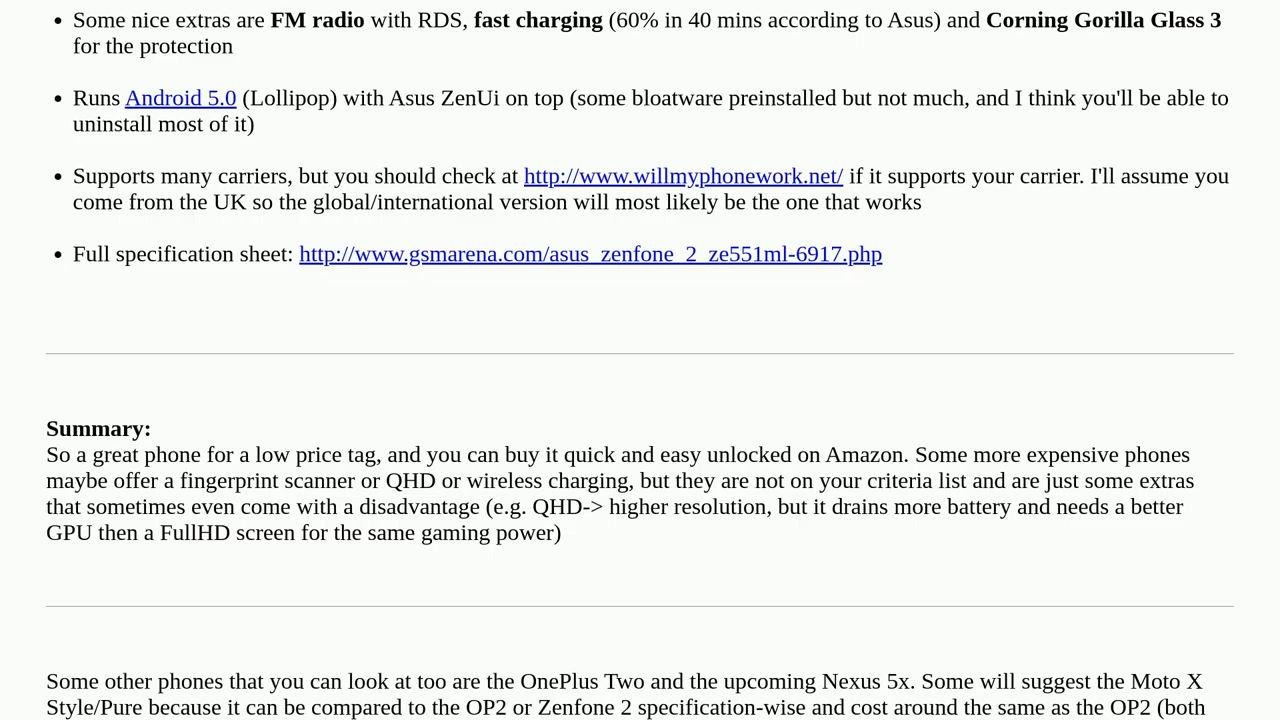 Some nice extras are FM radio with RDS, fast charging (60% in 40 mins according to Asus) and Corning Gorilla Glass 3
for the protection
Runs Android 5.0 (Lollipop) with Asus ZenUi on top (some bloatware preinstalled but not much, and I think you'll be able to
uninstall most of it)
Supports many carriers, but you should check at http://www.willmyphonework.net/ if it supports your carrier. I'll assume you
come from the UK so the global/international version will most likely be the one that works
Full specification sheet: http://www.gsmarena.com/asus_zenfone_2_ze551ml-6917.php
Summary:
So a great phone for a low price tag, and you can buy it quick and easy unlocked on Amazon. Some more expensive phones
maybe offer a fingerprint scanner or QHD or wireless charging, but they are not on your criteria list and are just some extras
that sometimes even come with a disadvantage (e.g. QHD-> higher resolution, but it drains more battery and needs a better
GPU then a FullHD screen for the same gaming power)
Some other phones that you can look at too are the OnePlus Two and the upcoming Nexus 5x. Some will suggest the Moto X
Style/Pure because it can be compared to the OP2 or Zenfone 2 specification-wise and cost around the same as the OP2 (both